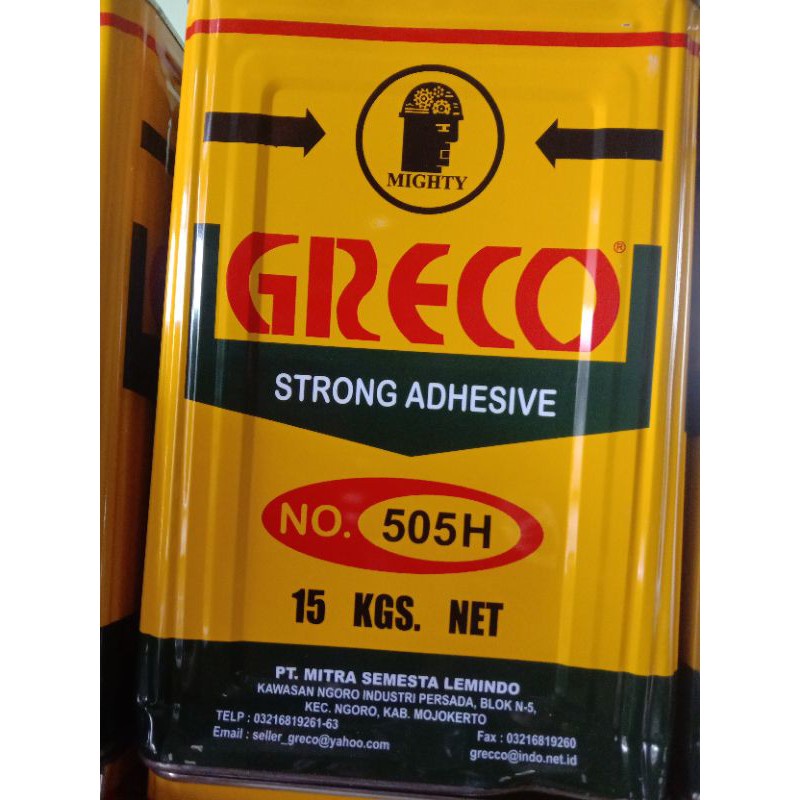 MIGHTY
GRECO®
STRONG ADHESIVE
NO. 505H
15 KGS. NET
PT. MITRA SEMESTA LEMINDO
KAWASAN NGORO INDUSTRI PERSADA, BLOK N-5,
KEC. NGORO, KAB. MOJOKERTO
TELP : 03216819261-63
Fax : 03216819260
Email : seller_greco@yahoo.com
grecco@indo.net.id